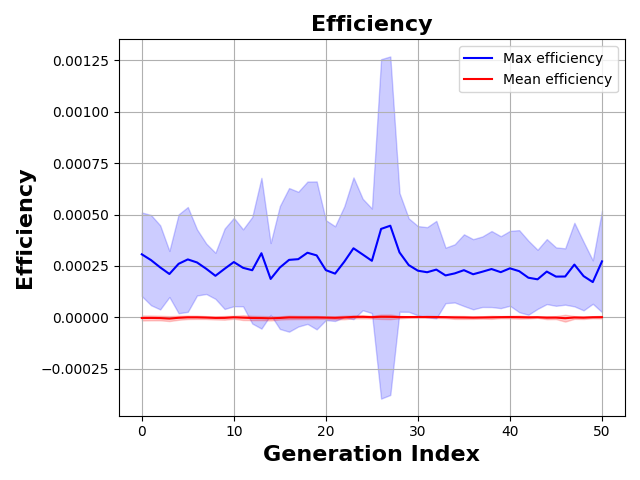 Efficiency
Max efficiency
Mean efficiency
0.00125
0.00100
0.00075
0.00050
0.00025
0.00000
−0.00025
Efficiency
0 10 20 30 40 50
Generation Index